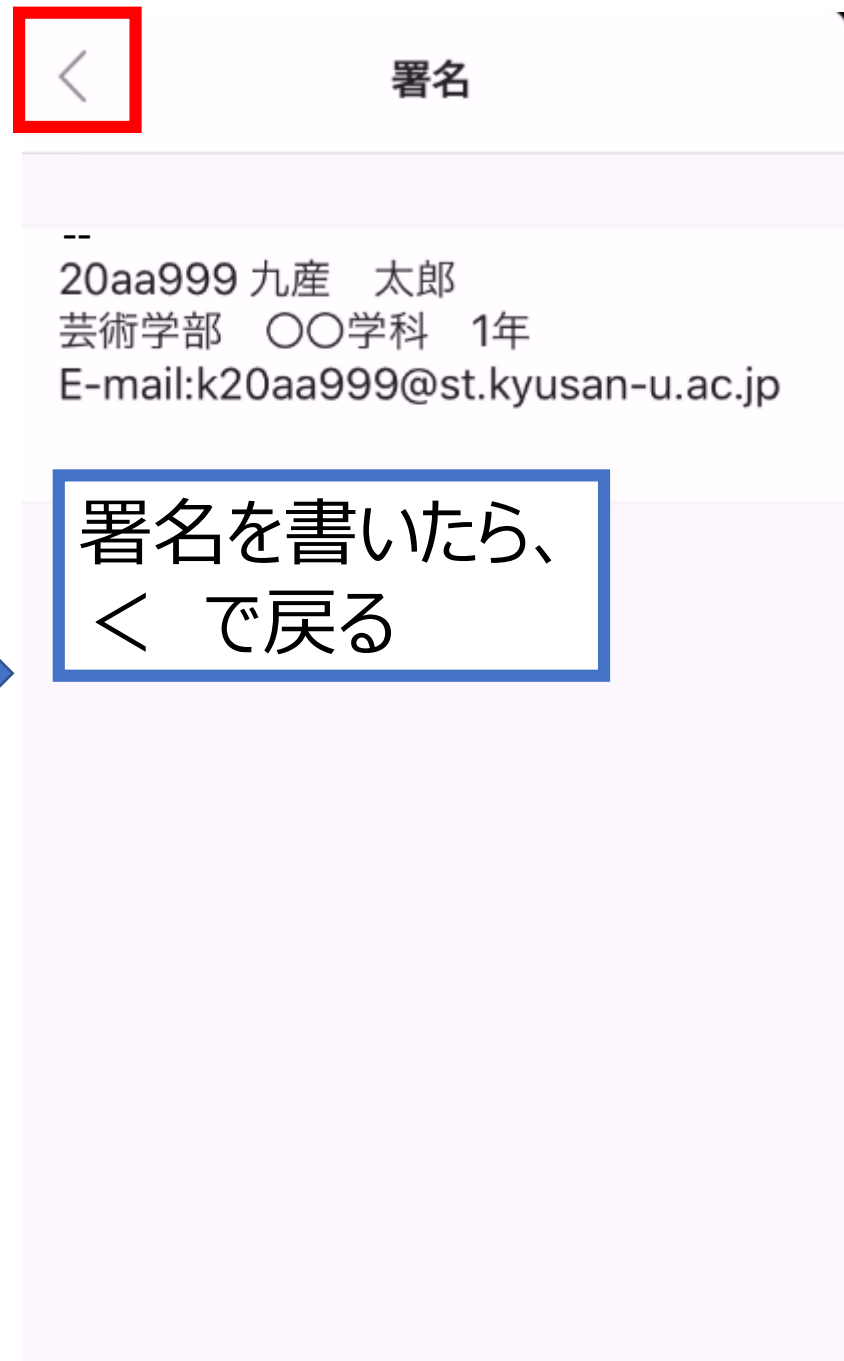 <
署名
--
20aa999 九産　太郎
芸術学部　〇〇学科　1年
E-mail:k20aa999@st.kyusan-u.ac.jp
署名を書いたら、
＜　で戻る